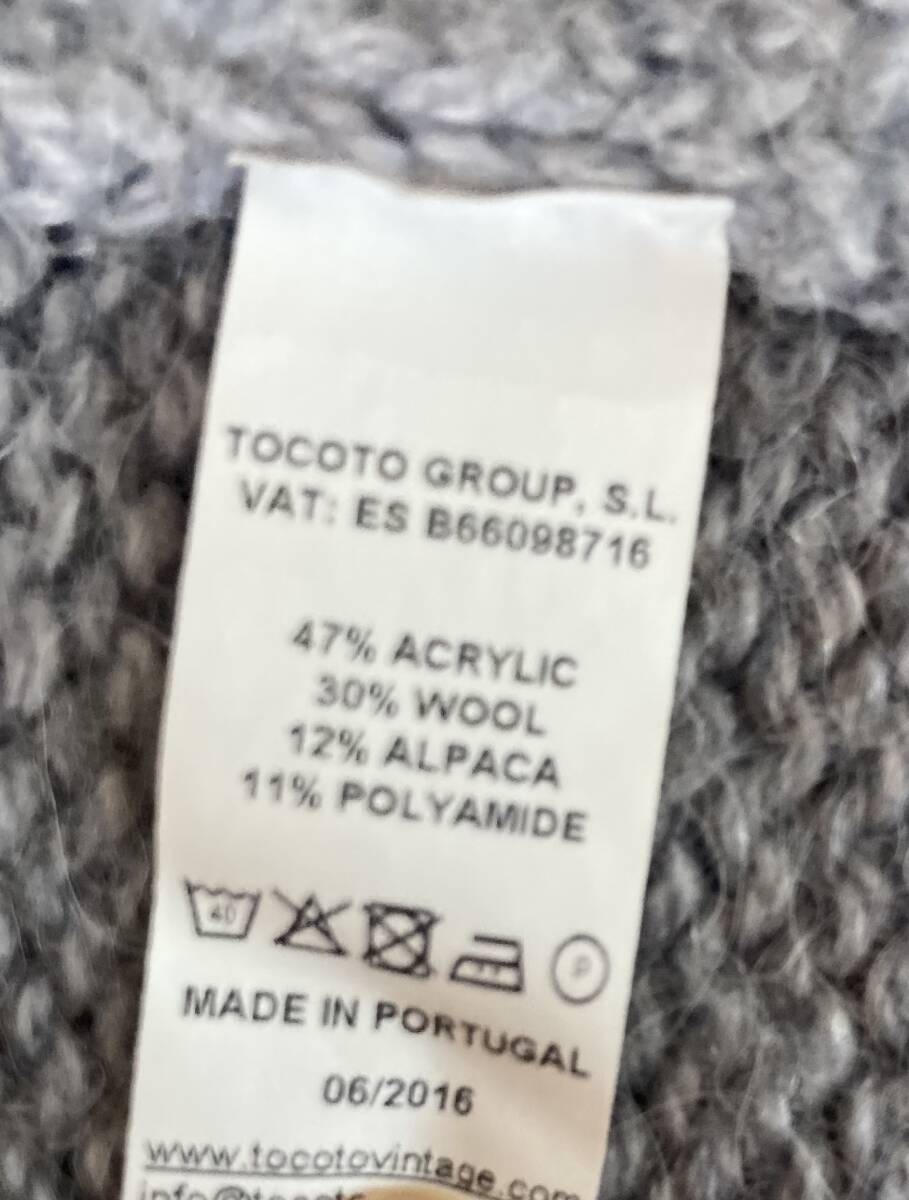 TOCOTO GROUP, S.L.
VAT: ES B66098716
47% ACRYLIC
30% WOOL
12% ALPACA
11% POLYAMIDE
40 P
MADE IN PORTUGAL
06/2016
www.tocotovintage.com